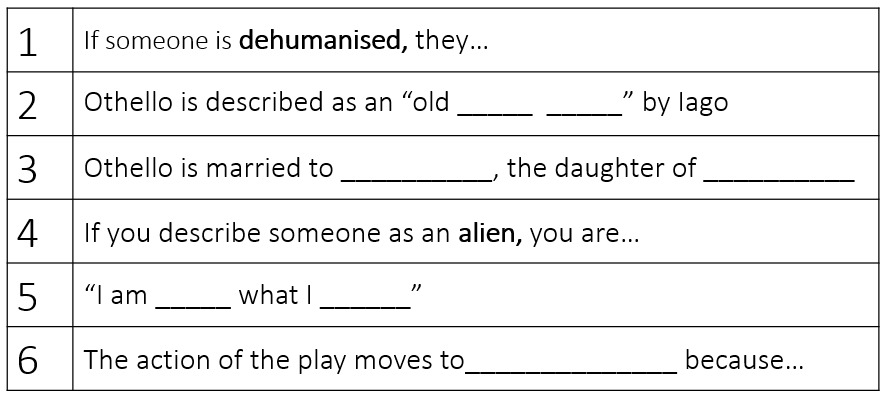 1 If someone is dehumanised, they…
2 Othello is described as an “old _____ _____” by Iago
3 Othello is married to __________, the daughter of __________
4 If you describe someone as an alien, you are…
5 “I am _____ what I ______”
6 The action of the play moves to______________ because…